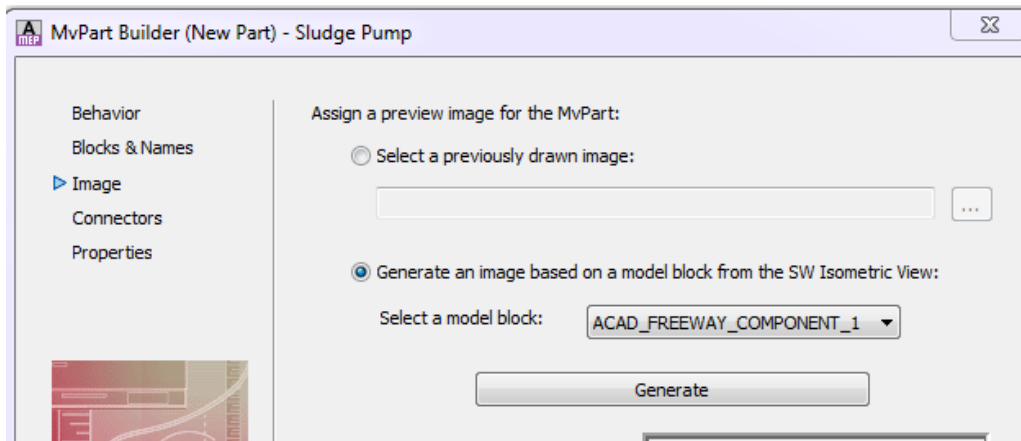 A
MEP
MvPart Builder (New Part) - Sludge Pump
Behavior
Blocks & Names
Image
Connectors
Properties
Assign a preview image for the MvPart:
Select a previously drawn image:
...
Generate an image based on a model block from the SW Isometric View:
Select a model block: ACAD_FREEWAY_COMPONENT_1
Generate